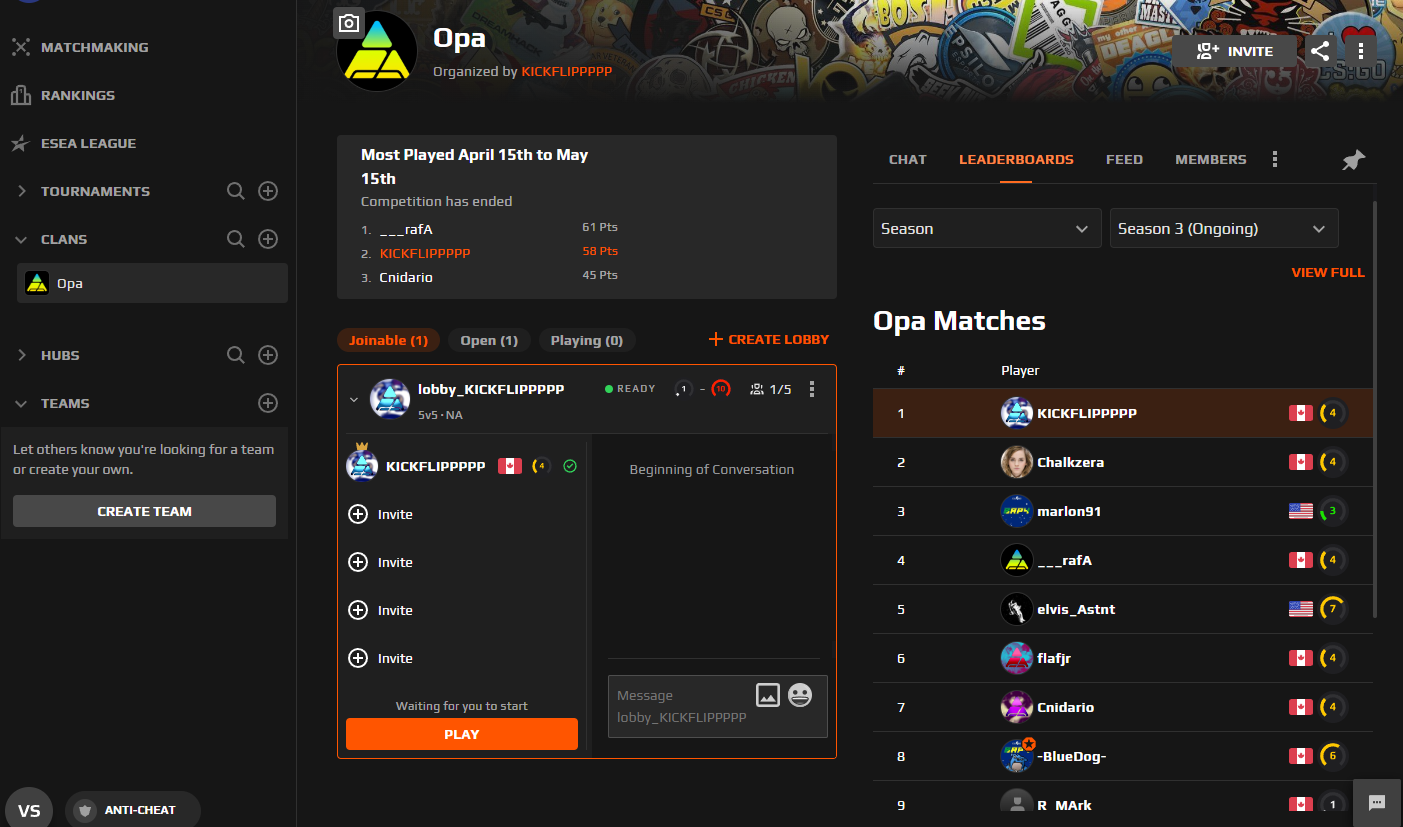 MATCHMAKING
RANKINGS
ESEA LEAGUE
TOURNAMENTS
CLANS
Opa
HUBS
TEAMS
Let others know you're looking for a team
or create your own.
CREATE TEAM
VS
ANTI-CHEAT
Opa
Organized by KICKFLIPPPPP
INVITE
Most Played April 15th to May
15th
Competition has ended
1. ___rafA 61 Pts
2. KICKFLIPPPPP 58 Pts
3. Cnidario 45 Pts
Joinable (1) Open (1) Playing (0) CREATE LOBBY
lobby_KICKFLIPPPPP READY 1 - 10 1/5
5v5 · NA
KICKFLIPPPPP 4
Invite
Invite
Invite
Invite
Waiting for you to start
PLAY
Beginning of Conversation
Message
lobby_KICKFLIPPPPP
CHAT LEADERBOARDS FEED MEMBERS
Season Season 3 (Ongoing)
VIEW FULL
Opa Matches
# Player
1 KICKFLIPPPPP 4
2 Chalkzera 4
3 marlon91 3
4 ___rafA 4
5 elvis_Astnt 7
6 flafjr 4
7 Cnidario 4
8 -BlueDog- 6
9 R_MArk 1